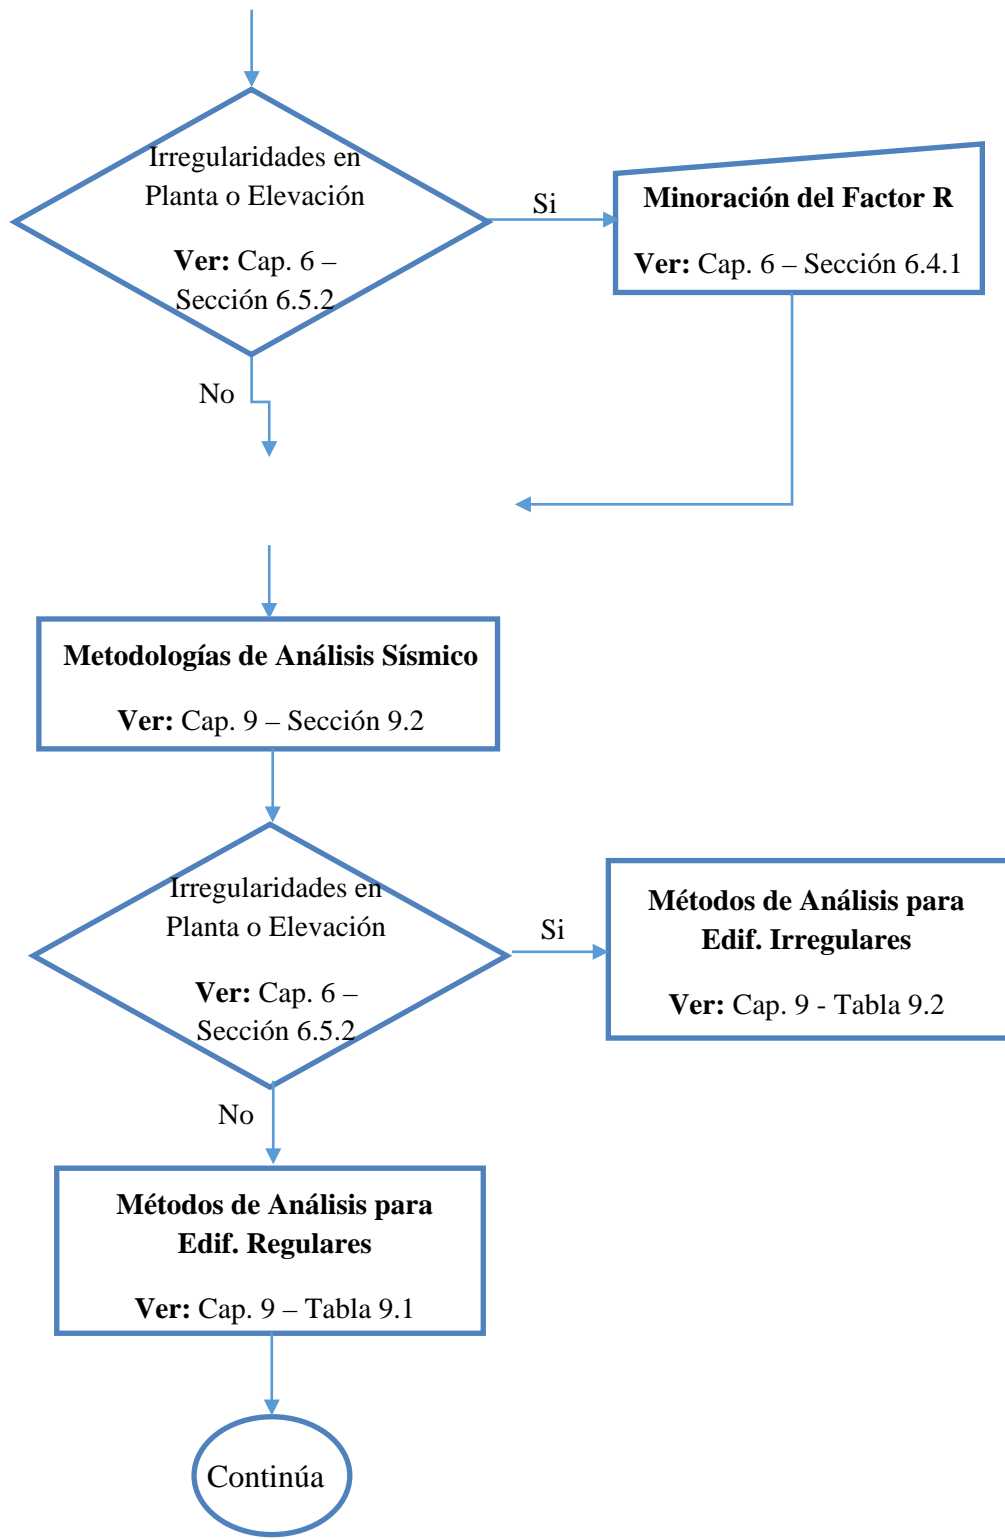 Irregularidades en
Planta o Elevación
Ver: Cap. 6 –
Sección 6.5.2
Si
Minoración del Factor R
Ver: Cap. 6 – Sección 6.4.1
No
Metodologías de Análisis Sísmico
Ver: Cap. 9 – Sección 9.2
Irregularidades en
Planta o Elevación
Ver: Cap. 6 –
Sección 6.5.2
Si
Métodos de Análisis para
Edif. Irregulares
Ver: Cap. 9 - Tabla 9.2
No
Métodos de Análisis para
Edif. Regulares
Ver: Cap. 9 – Tabla 9.1
Continúa